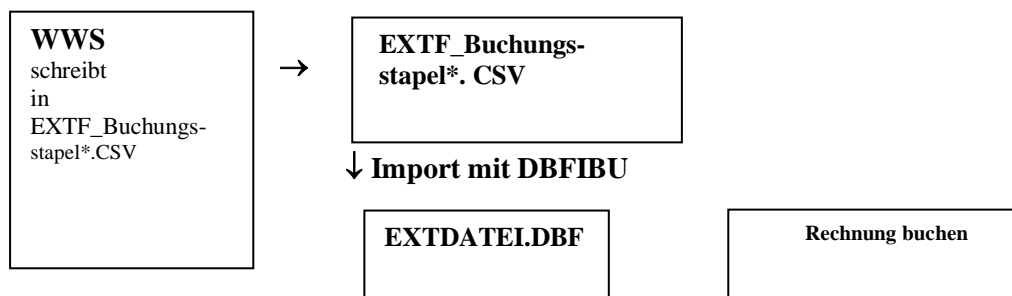 WWS
schreibt
in
EXTF_Buchungs-
stapel*.CSV
→
EXTF_Buchungs-
stapel*. CSV
↓ Import mit DBFIBU
EXTDATEI.DBF
Rechnung buchen